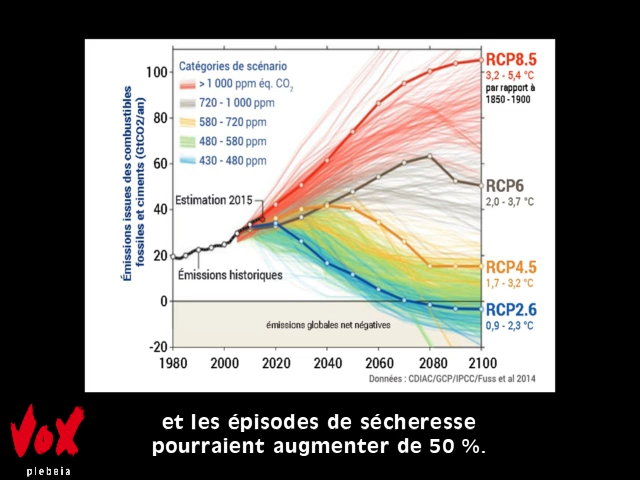 Émissions issues des combustibles
fossiles et ciments (GtCO2/an)
Catégories de scénario
> 1 000 ppm éq. CO2
720 - 1 000 ppm
580 - 720 ppm
480 - 580 ppm
430 - 480 ppm
100
80
60
40
20
0
-20
Estimation 2015
Émissions historiques
émissions globales net négatives
RCP8.5
3,2 - 5,4 °C
par rapport à
1850 - 1900
RCP6
2,0 - 3,7 °C
RCP4.5
1,7 - 3,2 °C
RCP2.6
0,9 - 2,3 °C
1980 2000 2020 2040 2060 2080 2100
Données : CDIAC/GCP/IPCC/Fuss et al 2014
VoX
plebeia
et les épisodes de sécheresse
pourraient augmenter de 50 %.